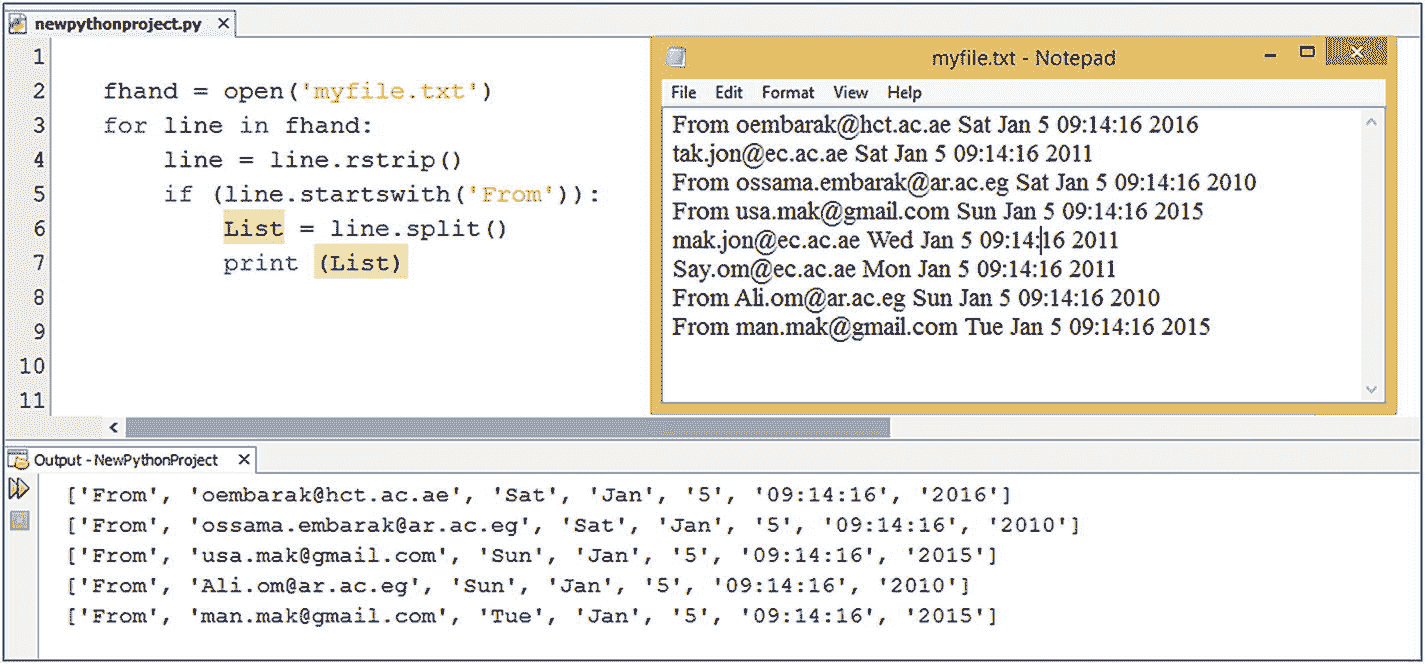 newpythonproject.py
1
2 fhand = open('myfile.txt')
3 for line in fhand:
4 line = line.rstrip()
5 if (line.startswith('From')):
6 List = line.split()
7 print (List)
8
9
10
11
myfile.txt - Notepad
File Edit Format View Help
From oembarak@hct.ac.ae Sat Jan 5 09:14:16 2016
tak.jon@ec.ac.ae Sat Jan 5 09:14:16 2011
From ossama.embarak@ar.ac.eg Sat Jan 5 09:14:16 2010
From usa.mak@gmail.com Sun Jan 5 09:14:16 2015
mak.jon@ec.ac.ae Wed Jan 5 09:14:16 2011
Say.om@ec.ac.ae Mon Jan 5 09:14:16 2011
From Ali.om@ar.ac.eg Sun Jan 5 09:14:16 2010
From man.mak@gmail.com Tue Jan 5 09:14:16 2015
Output - NewPythonProject
['From', 'oembarak@hct.ac.ae', 'Sat', 'Jan', '5', '09:14:16', '2016']
['From', 'ossama.embarak@ar.ac.eg', 'Sat', 'Jan', '5', '09:14:16', '2010']
['From', 'usa.mak@gmail.com', 'Sun', 'Jan', '5', '09:14:16', '2015']
['From', 'Ali.om@ar.ac.eg', 'Sun', 'Jan', '5', '09:14:16', '2010']
['From', 'man.mak@gmail.com', 'Tue', 'Jan', '5', '09:14:16', '2015']